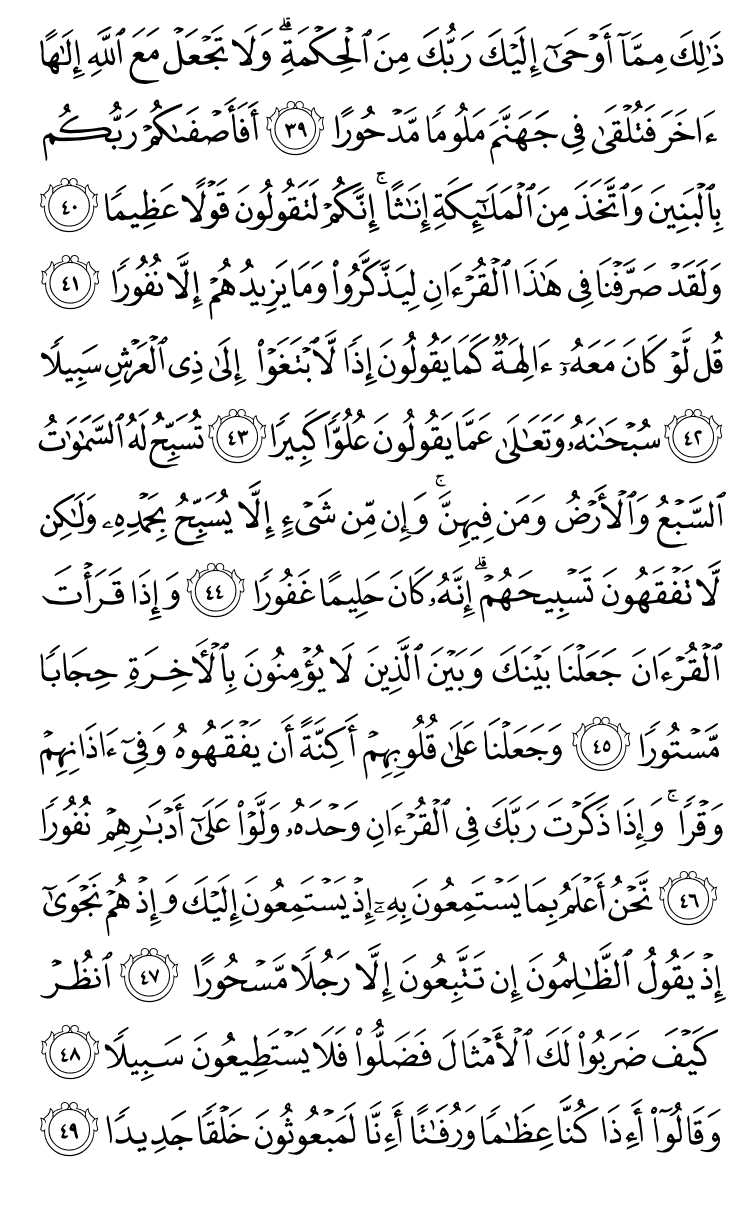 ذَٰلِكَ مِمَّآ أَوْحَىٰٓ إِلَيْكَ رَبُّكَ مِنَ ٱلْحِكْمَةِ ۗ وَلَا تَجْعَلْ مَعَ ٱللَّهِ إِلَٰهًا
ءَاخَرَ فَتُلْقَىٰ فِى جَهَنَّمَ مَلُومًا مَّدْحُورًا ٣٩ أَفَأَصْفَىٰكُمْ رَبُّكُم
بِٱلْبَنِينَ وَٱتَّخَذَ مِنَ ٱلْمَلَٰٓئِكَةِ إِنَٰثًا ۚ إِنَّكُمْ لَتَقُولُونَ قَوْلًا عَظِيمًا ٤٠
وَلَقَدْ صَرَّفْنَا فِى هَٰذَا ٱلْقُرْءَانِ لِيَذَّكَّرُوا۟ وَمَا يَزِيدُهُمْ إِلَّا نُفُورًا ٤١
قُل لَّوْ كَانَ مَعَهُۥٓ ءَالِهَةٌ كَمَا يَقُولُونَ إِذًا لَّٱبْتَغَوْا۟ إِلَىٰ ذِى ٱلْعَرْشِ سَبِيلًا
٤٢ سُبْحَٰنَهُۥ وَتَعَٰلَىٰ عَمَّا يَقُولُونَ عُلُوًّا كَبِيرًا ٤٣ تُسَبِّحُ لَهُ ٱلسَّمَٰوَٰتُ
ٱلسَّبْعُ وَٱلْأَرْضُ وَمَن فِيهِنَّ ۚ وَإِن مِّن شَىْءٍ إِلَّا يُسَبِّحُ بِحَمْدِهِۦ وَلَٰكِن
لَّا تَفْقَهُونَ تَسْبِيحَهُمْ ۗ إِنَّهُۥ كَانَ حَلِيمًا غَفُورًا ٤٤ وَإِذَا قَرَأْتَ
ٱلْقُرْءَانَ جَعَلْنَا بَيْنَكَ وَبَيْنَ ٱلَّذِينَ لَا يُؤْمِنُونَ بِٱلْءَاخِرَةِ حِجَابًا
مَّسْتُورًا ٤٥ وَجَعَلْنَا عَلَىٰ قُلُوبِهِمْ أَكِنَّةً أَن يَفْقَهُوهُ وَفِىٓ ءَاذَانِهِمْ
وَقْرًا ۚ وَإِذَا ذَكَرْتَ رَبَّكَ فِى ٱلْقُرْءَانِ وَحْدَهُۥ وَلَّوْا۟ عَلَىٰٓ أَدْبَٰرِهِمْ نُفُورًا
٤٦ نَّحْنُ أَعْلَمُ بِمَا يَسْتَمِعُونَ بِهِۦٓ إِذْ يَسْتَمِعُونَ إِلَيْكَ وَإِذْ هُمْ نَجْوَىٰٓ
إِذْ يَقُولُ ٱلظَّٰلِمُونَ إِن تَتَّبِعُونَ إِلَّا رَجُلًا مَّسْحُورًا ٤٧ ٱنظُرْ
كَيْفَ ضَرَبُوا۟ لَكَ ٱلْأَمْثَالَ فَضَلُّوا۟ فَلَا يَسْتَطِيعُونَ سَبِيلًا ٤٨
وَقَالُوٓا۟ أَءِذَا كُنَّا عِظَٰمًا وَرُفَٰتًا أَءِنَّا لَمَبْعُوثُونَ خَلْقًا جَدِيدًا ٤٩